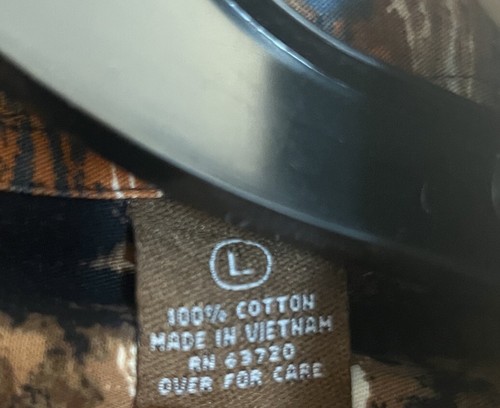 L
100% COTTON
MADE IN VIETNAM
RN 63720
OVER FOR CARE